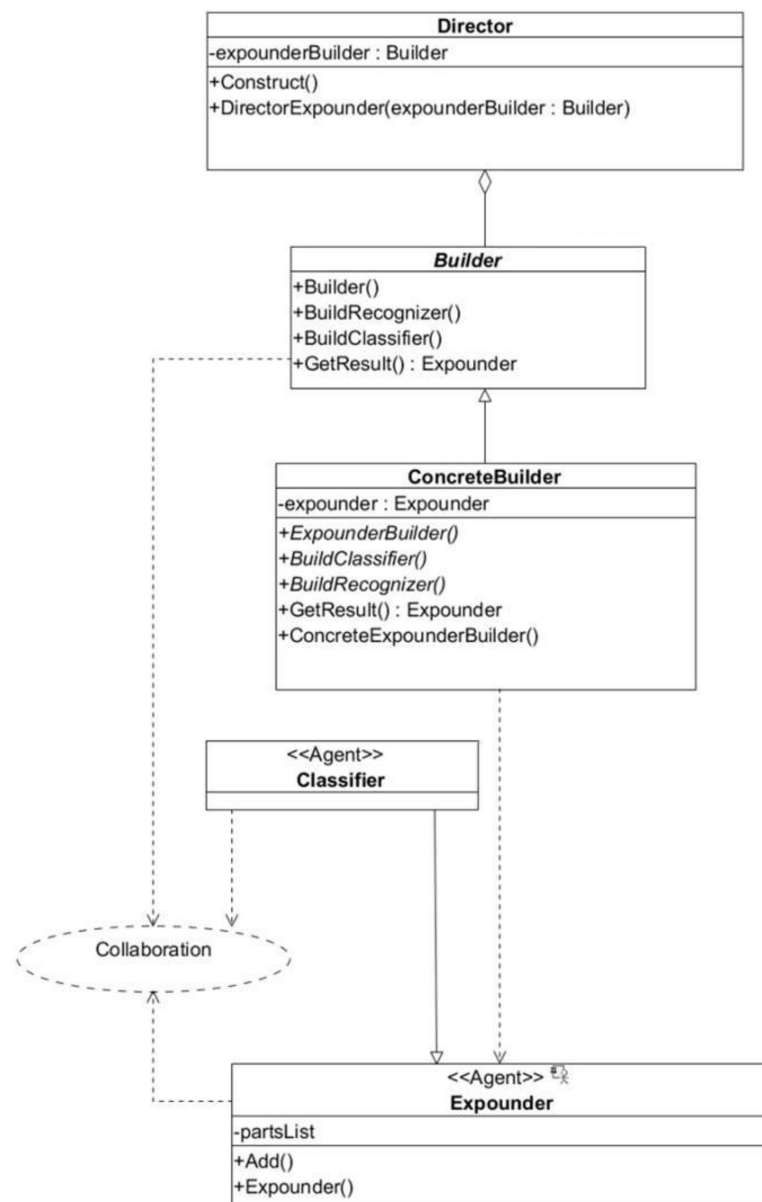 Director
-expounderBuilder : Builder
+Construct()
+DirectorExpounder(expounderBuilder : Builder)
Builder
+Builder()
+BuildRecognizer()
+BuildClassifier()
+GetResult() : Expounder
ConcreteBuilder
-expounder : Expounder
+ExpounderBuilder()
+BuildClassifier()
+BuildRecognizer()
+GetResult() : Expounder
+ConcreteExpounderBuilder()
<<Agent>>
Classifier
Collaboration
<<Agent>>
Expounder
-partsList
+Add()
+Expounder()